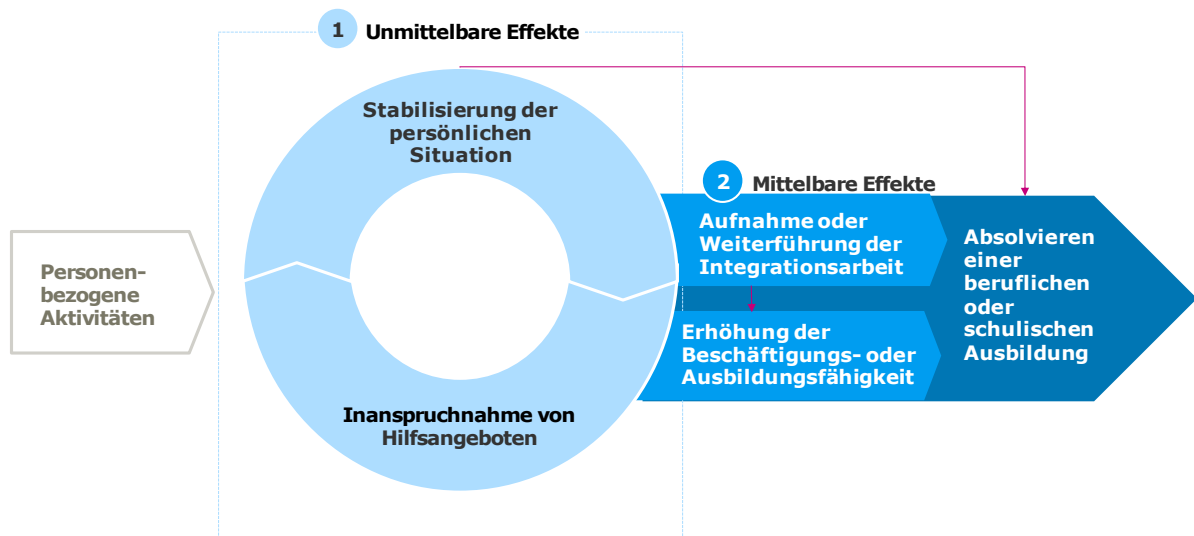 1 Unmittelbare Effekte
Stabilisierung der
persönlichen
Situation
2 Mittelbare Effekte
Aufnahme oder
Weiterführung der
Integrationsarbeit
Absolvieren
einer
beruflichen
oder
schulischen
Ausbildung
Personen-
bezogene
Aktivitäten
Erhöhung der
Beschäftigungs- oder
Ausbildungsfähigkeit
Inanspruchnahme von
Hilfsangeboten